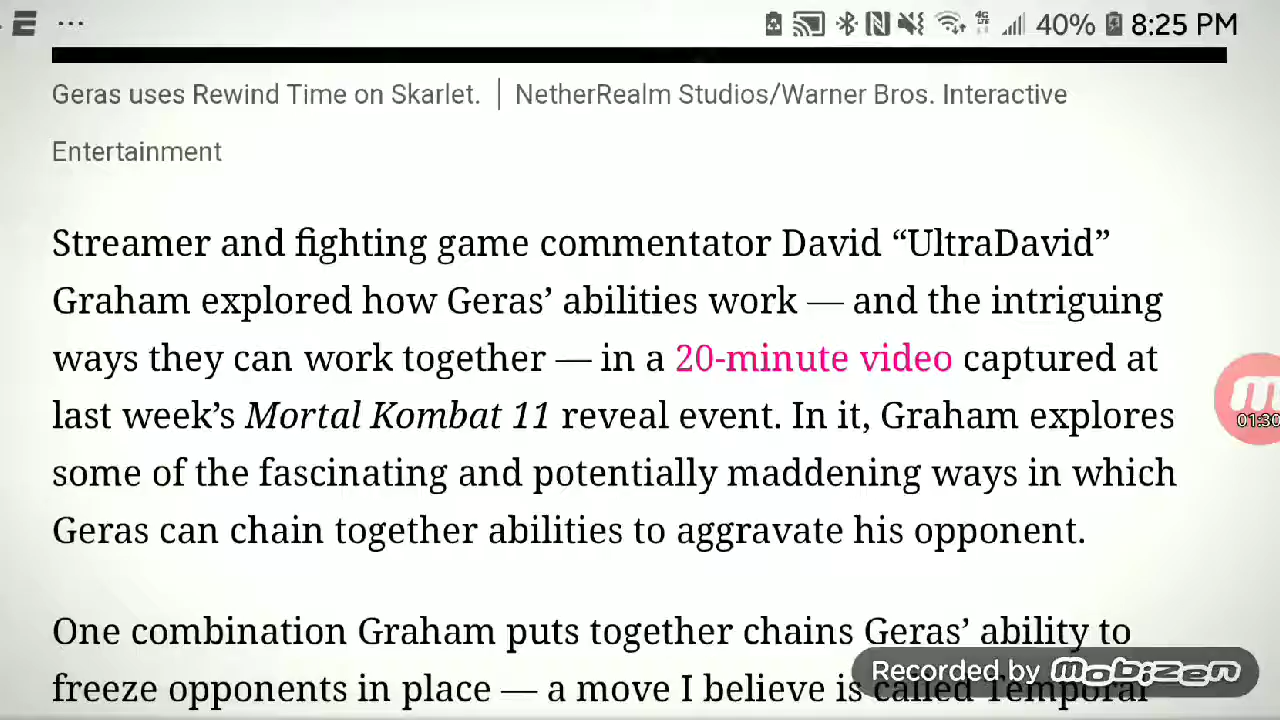 40% 8:25 PM
Geras uses Rewind Time on Skarlet. | NetherRealm Studios/Warner Bros. Interactive
Entertainment
Streamer and fighting game commentator David “UltraDavid”
Graham explored how Geras’ abilities work — and the intriguing
ways they can work together — in a 20-minute video captured at
last week’s Mortal Kombat 11 reveal event. In it, Graham explores
01:30
some of the fascinating and potentially maddening ways in which
Geras can chain together abilities to aggravate his opponent.
One combination Graham puts together chains Geras’ ability to
Recorded by mobizen
freeze opponents in place — a move I believe is called Temporal